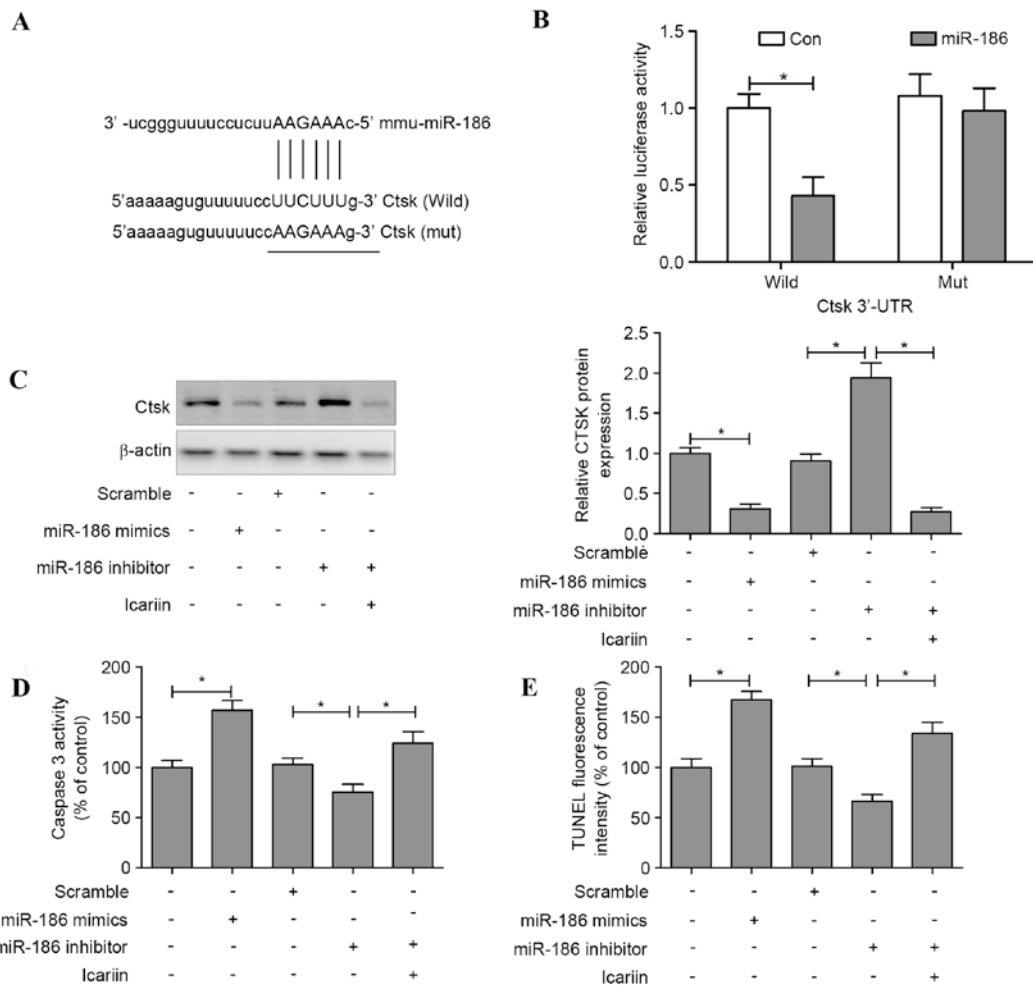 A
3' -ucggguuuuccucuuAAGAAAc-5' mmu-miR-186
5'aaaaaguguuuuuccUUCUUUg-3' Ctsk (Wild)
5'aaaaaguguuuuuccAAGAAAg-3' Ctsk (mut)
B
Con
miR-186
Relative luciferase activity
1.5
1.0
0.5
0.0
*
Wild
Mut
Ctsk 3'-UTR
C
Ctsk
β-actin
Scramble - - + - -
miR-186 mimics - + - - -
miR-186 inhibitor - - - + +
Icariin - - - - +
Relative CTSK protein
expression
2.5
2.0
1.5
1.0
0.5
0.0
* * *
Scramble - - + - -
miR-186 mimics - + - - -
miR-186 inhibitor - - - + +
Icariin - - - - +
D
Caspase 3 activity
(% of control)
200
150
100
50
0
* * *
Scramble - - + - -
miR-186 mimics - + - - -
miR-186 inhibitor - - - + +
Icariin - - - - +
E
TUNEL fluorescence
intensity (% of control)
200
150
100
50
0
* * *
Scramble - - + - -
miR-186 mimics - + - - -
miR-186 inhibitor - - - + +
Icariin - - - - +